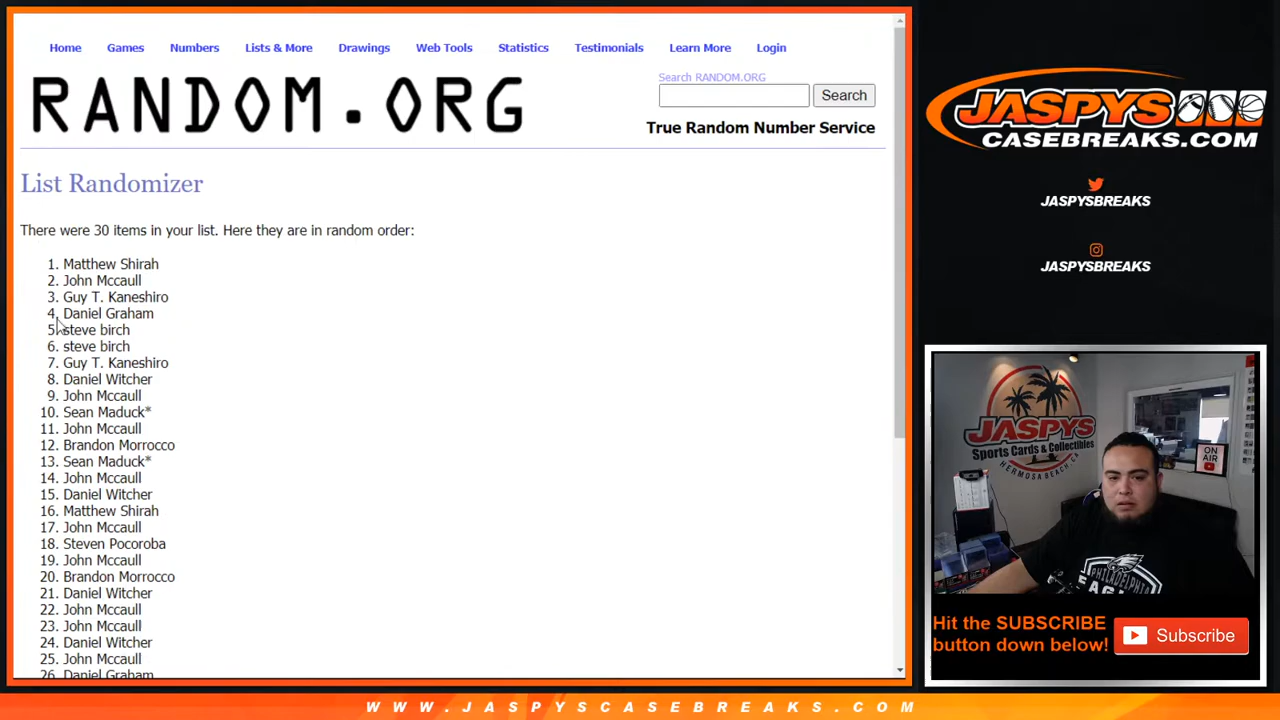 Home Games Numbers Lists & More Drawings Web Tools Statistics Testimonials Learn More Login
RANDOM.ORG
Search RANDOM.ORG
Search
True Random Number Service
List Randomizer
There were 30 items in your list. Here they are in random order:
1. Matthew Shirah
2. John Mccaull
3. Guy T. Kaneshiro
4. Daniel Graham
5. steve birch
6. steve birch
7. Guy T. Kaneshiro
8. Daniel Witcher
9. John Mccaull
10. Sean Maduck*
11. John Mccaull
12. Brandon Morrocco
13. Sean Maduck*
14. John Mccaull
15. Daniel Witcher
16. Matthew Shirah
17. John Mccaull
18. Steven Pocoroba
19. John Mccaull
20. Brandon Morrocco
21. Daniel Witcher
22. John Mccaull
23. John Mccaull
24. Daniel Witcher
25. John Mccaull
26. Daniel Graham
JASPYS
CASEBREAKS.COM
JASPYSBREAKS
JASPYSBREAKS
JASPYS
Sports Cards & Collectibles
HERMOSA BEACH, CA
ON
AIR
PHILADELPHIA
Hit the SUBSCRIBE
button down below!
Subscribe
WWW.JASPYSCASEBREAKS.COM